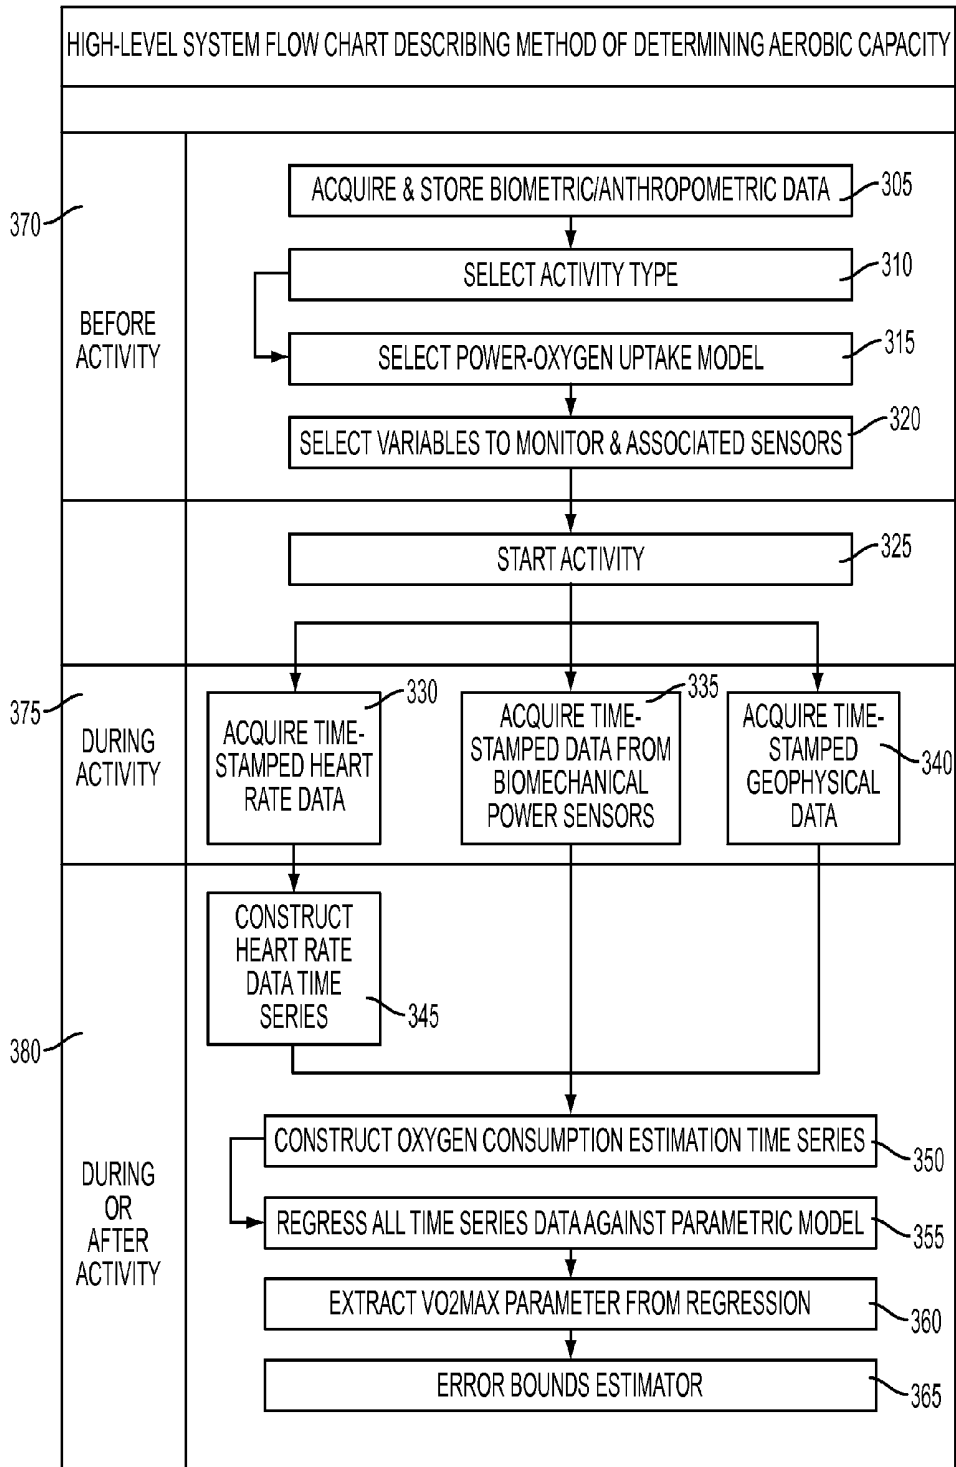 HIGH-LEVEL SYSTEM FLOW CHART DESCRIBING METHOD OF DETERMINING AEROBIC CAPACITY
370
BEFORE
ACTIVITY
ACQUIRE & STORE BIOMETRIC/ANTHROPOMETRIC DATA
305
SELECT ACTIVITY TYPE
310
SELECT POWER-OXYGEN UPTAKE MODEL
315
SELECT VARIABLES TO MONITOR & ASSOCIATED SENSORS
320
START ACTIVITY
325
375
DURING
ACTIVITY
330
ACQUIRE TIME-
STAMPED HEART
RATE DATA
335
ACQUIRE TIME-
STAMPED DATA FROM
BIOMECHANICAL
POWER SENSORS
ACQUIRE TIME-
STAMPED
GEOPHYSICAL
DATA
340
380
DURING
OR
AFTER
ACTIVITY
CONSTRUCT
HEART RATE
DATA TIME
SERIES
345
CONSTRUCT OXYGEN CONSUMPTION ESTIMATION TIME SERIES
350
REGRESS ALL TIME SERIES DATA AGAINST PARAMETRIC MODEL
355
EXTRACT VO2MAX PARAMETER FROM REGRESSION
360
ERROR BOUNDS ESTIMATOR
365